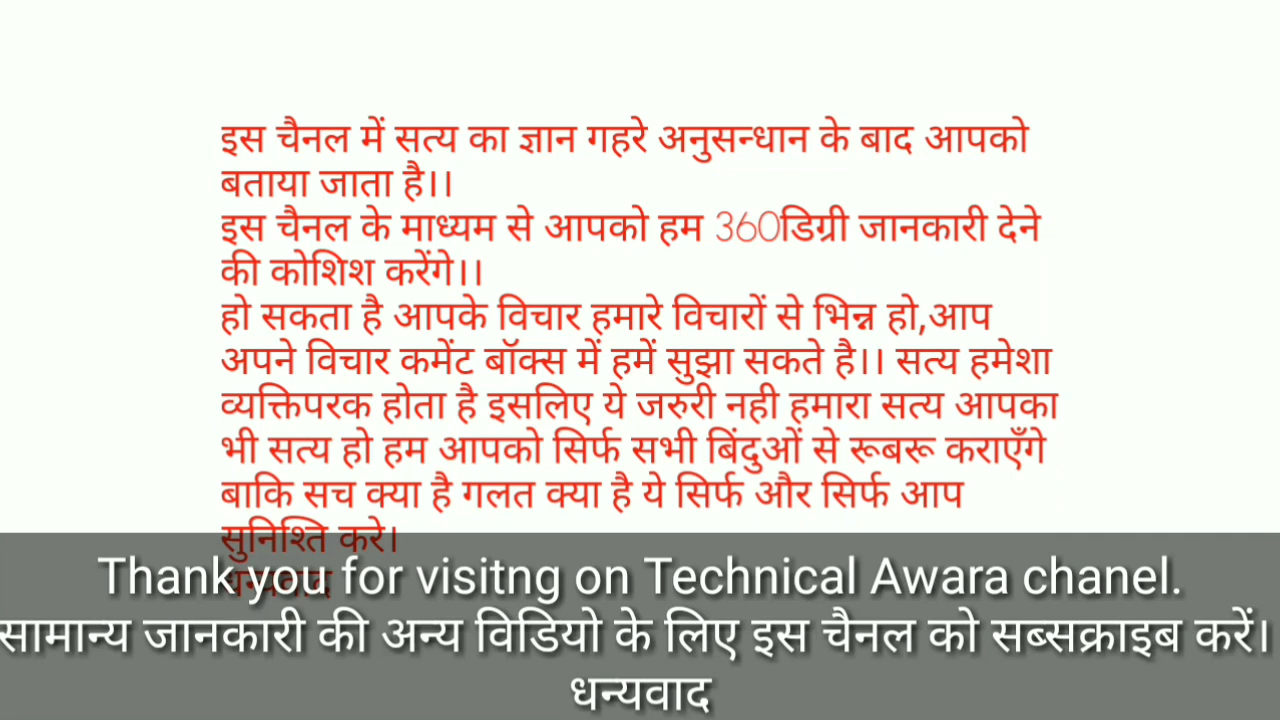 इस चैनल में सत्य का ज्ञान गहरे अनुसन्धान के बाद आपको
बताया जाता है।।
इस चैनल के माध्यम से आपको हम 360डिग्री जानकारी देने
की कोशिश करेंगे।।
हो सकता है आपके विचार हमारे विचारों से भिन्न हो,आप
अपने विचार कमेंट बॉक्स में हमें सुझा सकते है।। सत्य हमेशा
व्यक्तिपरक होता है इसलिए ये जरुरी नही हमारा सत्य आपका
भी सत्य हो हम आपको सिर्फ सभी बिंदुओं से रूबरू कराएँगे
बाकि सच क्या है गलत क्या है ये सिर्फ और सिर्फ आप
सुनिश्ति करे।
धन्यवाद
Thank you for visitng on Technical Awara chanel.
सामान्य जानकारी की अन्य विडियो के लिए इस चैनल को सब्सक्राइब करें।
धन्यवाद